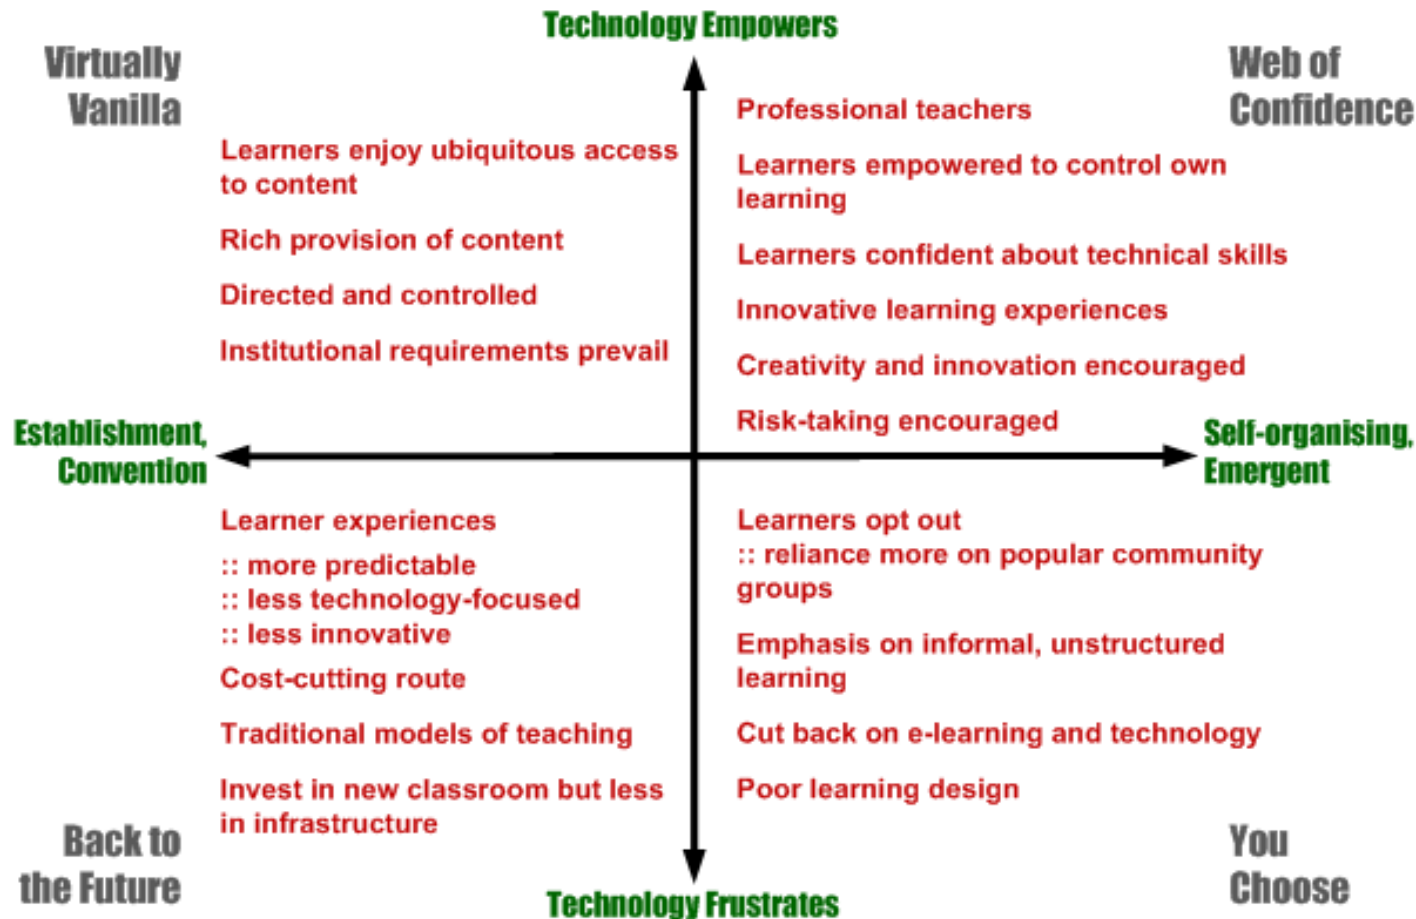 Technology Empowers
Virtually
Vanilla
Web of
Confidence
Learners enjoy ubiquitous access
to content
Rich provision of content
Directed and controlled
Institutional requirements prevail
Professional teachers
Learners empowered to control own
learning
Learners confident about technical skills
Innovative learning experiences
Creativity and innovation encouraged
Risk-taking encouraged
Establishment,
Convention
Self-organising,
Emergent
Learner experiences
:: more predictable
:: less technology-focused
:: less innovative
Cost-cutting route
Traditional models of teaching
Invest in new classroom but less
in infrastructure
Learners opt out
:: reliance more on popular community
groups
Emphasis on informal, unstructured
learning
Cut back on e-learning and technology
Poor learning design
Back to
the Future
You
Choose
Technology Frustrates